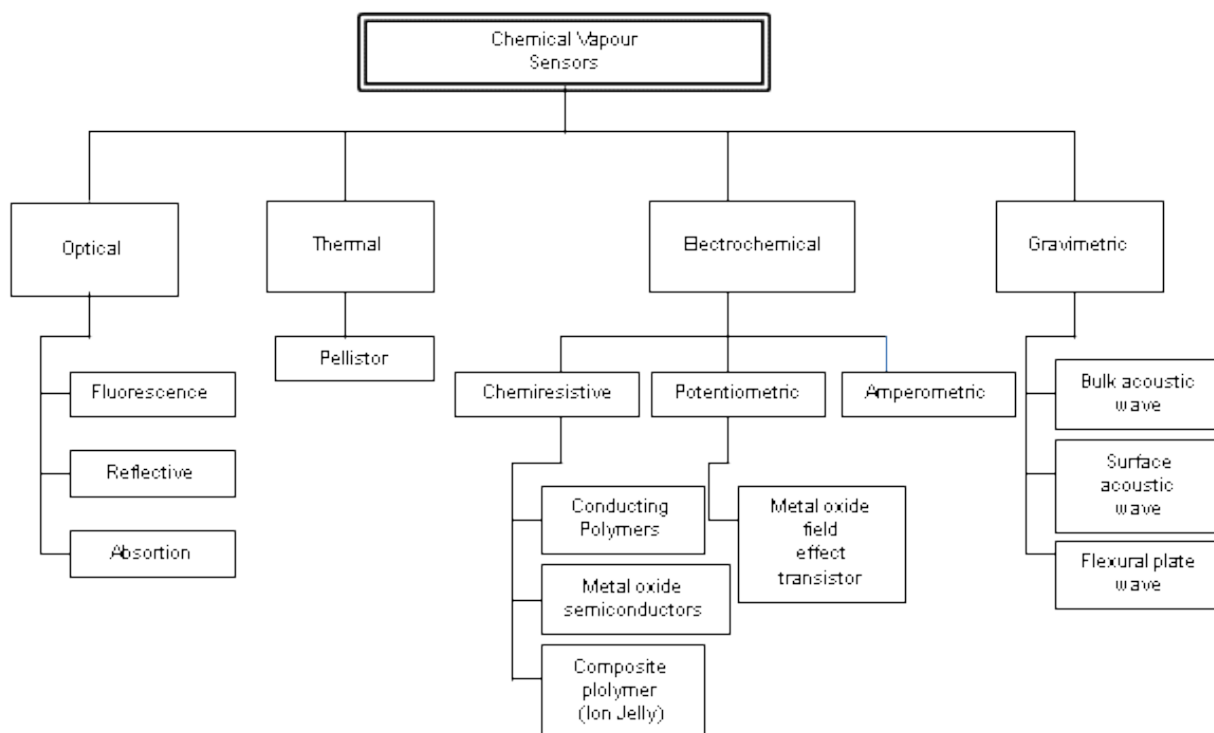 Chemical Vapour
Sensors
Optical
Thermal
Electrochemical
Gravimetric
Pellistor
Fluorescence
Reflective
Absortion
Chemiresistive
Potentiometric
Amperometric
Conducting
Polymers
Metal oxide
semiconductors
Composite
plolymer
(Ion Jelly)
Metal oxide
field
effect
transistor
Bulk acoustic
wave
Surface
acoustic
wave
Flexural plate
wave